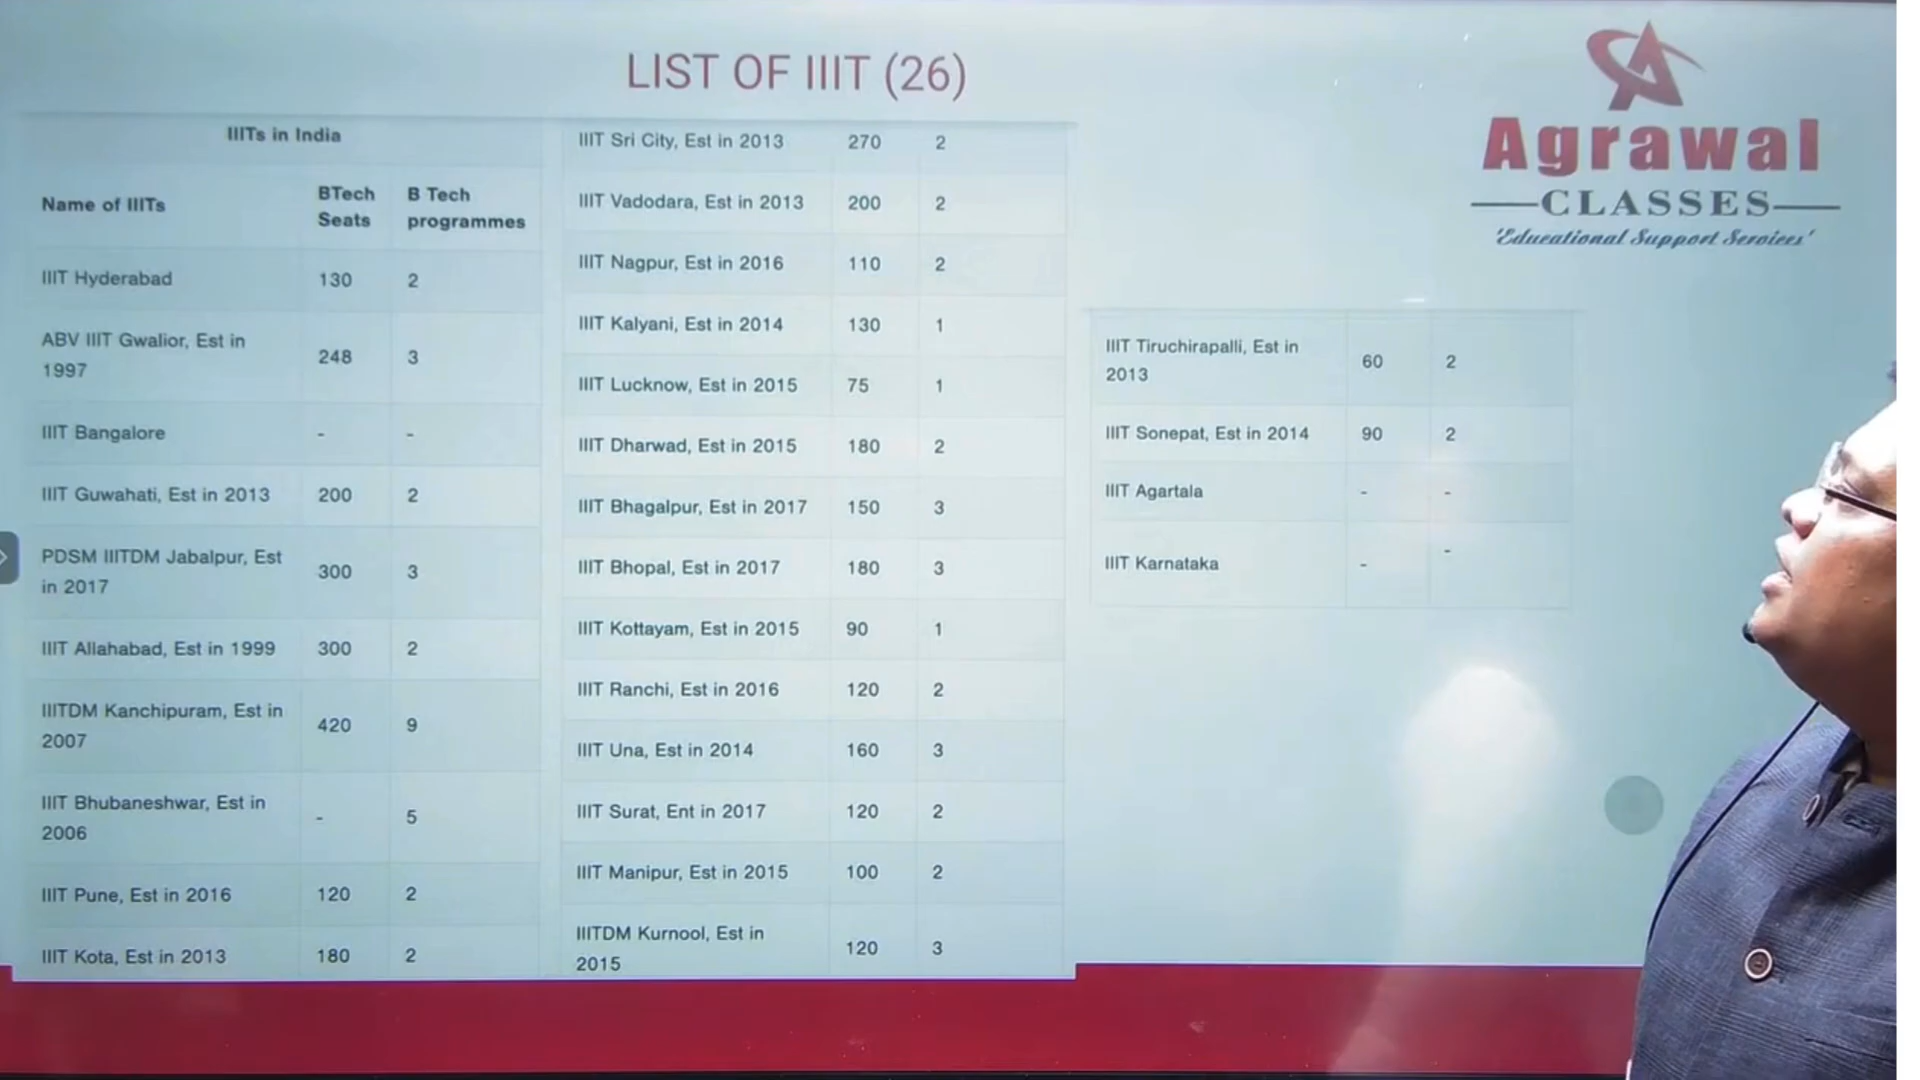 LIST OF IIIT (26)
Agrawal
CLASSES
'Educational Support Services'
IIITs in India
Name of IIITs BTech Seats B Tech programmes
IIIT Hyderabad 130 2
ABV IIIT Gwalior, Est in 1997 248 3
IIIT Bangalore - -
IIIT Guwahati, Est in 2013 200 2
PDSM IIITDM Jabalpur, Est in 2017 300 3
IIIT Allahabad, Est in 1999 300 2
IIITDM Kanchipuram, Est in 2007 420 9
IIIT Bhubaneshwar, Est in 2006 - 5
IIIT Pune, Est in 2016 120 2
IIIT Kota, Est in 2013 180 2
IIIT Sri City, Est in 2013 270 2
IIIT Vadodara, Est in 2013 200 2
IIIT Nagpur, Est in 2016 110 2
IIIT Kalyani, Est in 2014 130 1
IIIT Lucknow, Est in 2015 75 1
IIIT Dharwad, Est in 2015 180 2
IIIT Bhagalpur, Est in 2017 150 3
IIIT Bhopal, Est in 2017 180 3
IIIT Kottayam, Est in 2015 90 1
IIIT Ranchi, Est in 2016 120 2
IIIT Una, Est in 2014 160 3
IIIT Surat, Ent in 2017 120 2
IIIT Manipur, Est in 2015 100 2
IIITDM Kurnool, Est in 2015 120 3
IIIT Tiruchirapalli, Est in 2013 60 2
IIIT Sonepat, Est in 2014 90 2
IIIT Agartala - -
IIIT Karnataka - -